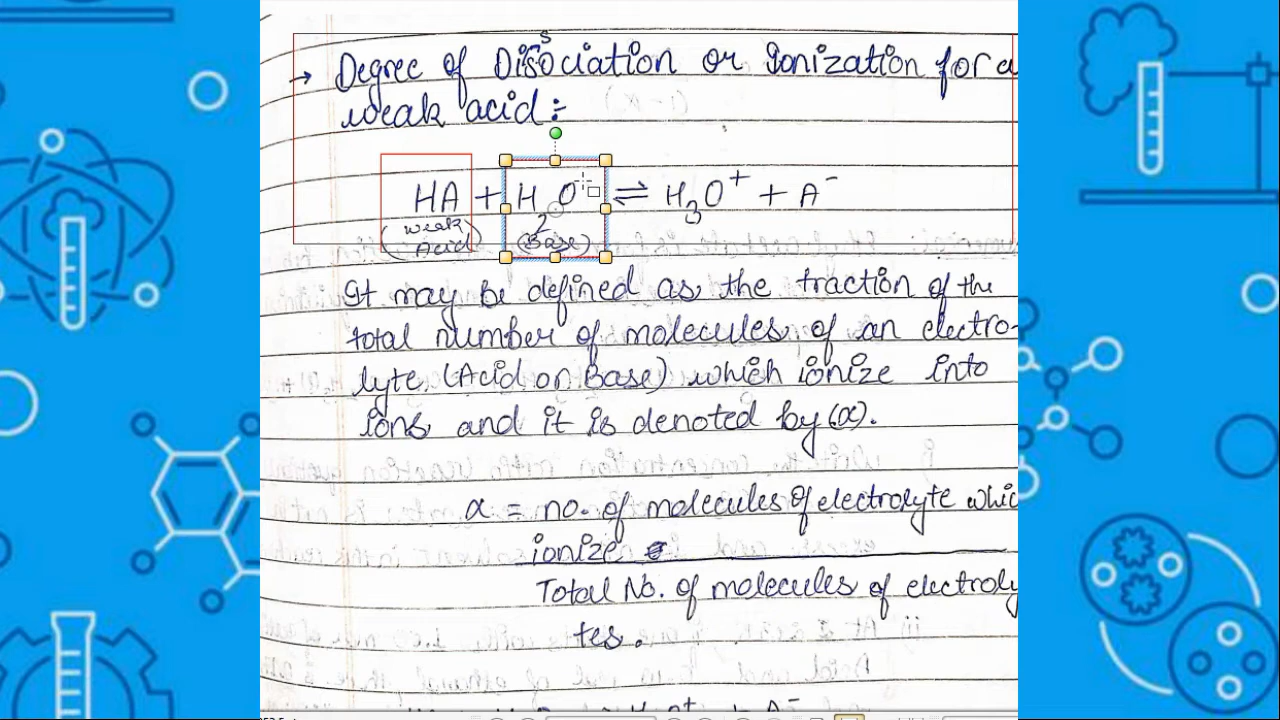 → Degree of Dissociation or Ionization for a
weak acid:
HA + H2O ⇌ H3O+ + A-
(weak Acid) (Base)
It may be defined as the fraction of the
total number of molecules of an electro-
lyte (Acid or Base) which ionize into
ions and it is denoted by (α).
α = no. of molecules of electrolyte whic
ionize
Total No. of molecules of electroly
tes.